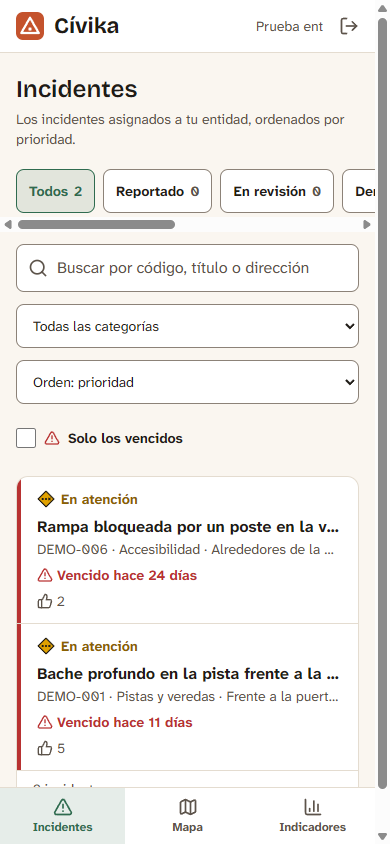 Cívika
Prueba ent
Incidentes
Los incidentes asignados a tu entidad, ordenados por
prioridad.
Todos 2
Reportado 0
En revisión 0
Buscar por código, título o dirección
Todas las categorías
Orden: prioridad
Solo los vencidos
En atención
Rampa bloqueada por un poste en la v...
DEMO-006 · Accesibilidad · Alrededores de la ...
Vencido hace 24 días
2
En atención
Bache profundo en la pista frente a la ...
DEMO-001 · Pistas y veredas · Frente a la puert...
Vencido hace 11 días
5
Incidentes
Mapa
Indicadores